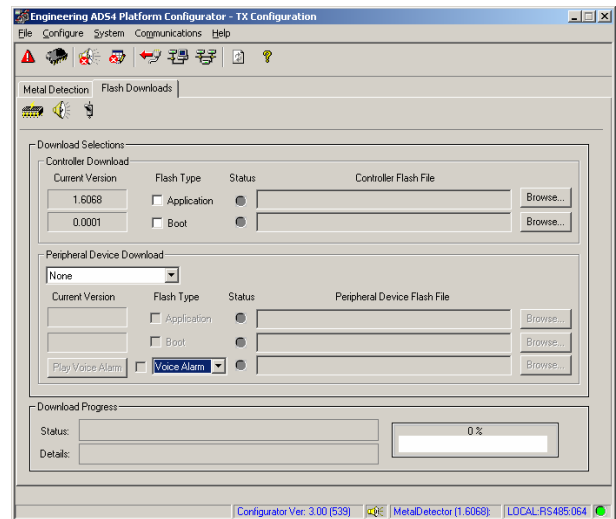 Engineering ADS4 Platform Configurator - TX Configuration
File Configure System Communications Help
Metal Detection Flash Downloads
Download Selections
Controller Download
Current Version Flash Type Status Controller Flash File
1.6068 Application Browse...
0.0001 Boot Browse...
Peripheral Device Download
None
Current Version Flash Type Status Peripheral Device Flash File
Application Browse...
Boot Browse...
Play Voice Alarm Voice Alarm Browse...
Download Progress
Status: 0 %
Details:
Configurator Ver: 3.00 (539) MetalDetector (1.6068): LOCAL:RS485:064